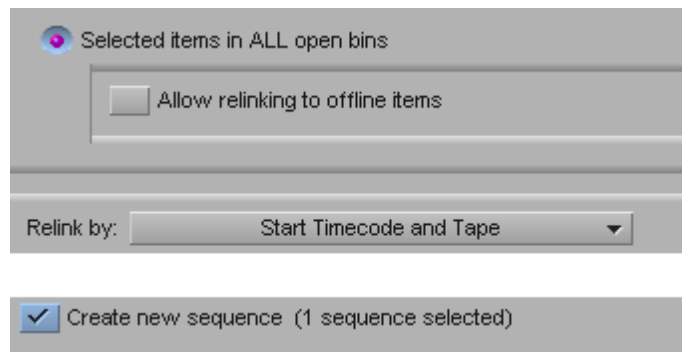 Selected items in ALL open bins
Allow relinking to offline items
Relink by: Start Timecode and Tape
Create new sequence (1 sequence selected)